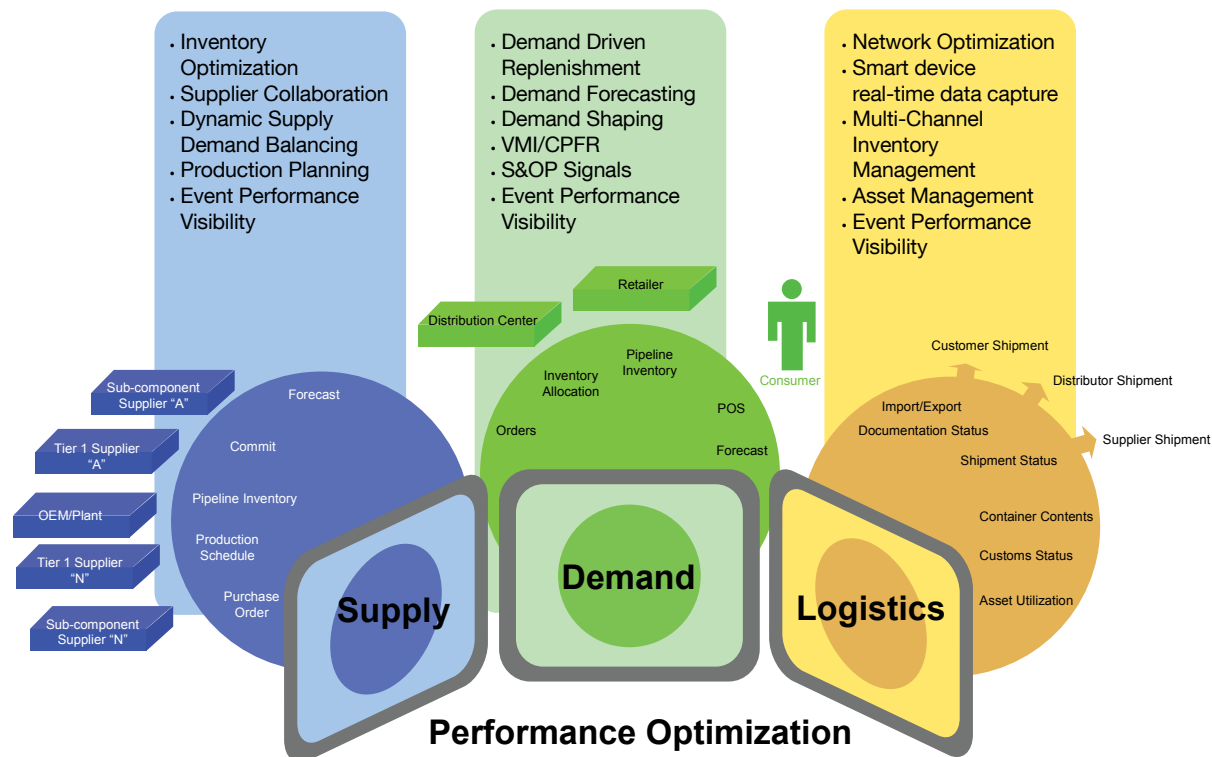 • Inventory
Optimization
• Supplier Collaboration
• Dynamic Supply
Demand Balancing
• Production Planning
• Event Performance
Visibility
• Demand Driven
Replenishment
• Demand Forecasting
• Demand Shaping
• VMI/CPFR
• S&OP Signals
• Event Performance
Visibility
• Network Optimization
• Smart device
real-time data capture
• Multi-Channel
Inventory
Management
• Asset Management
• Event Performance
Visibility
Sub-component
Supplier “A”
Tier 1 Supplier
“A”
OEM/Plant
Tier 1 Supplier
“N”
Sub-component
Supplier “N”
Forecast
Commit
Pipeline Inventory
Production
Schedule
Purchase
Order
Supply
Distribution Center
Retailer
Consumer
Orders
Inventory
Allocation
Pipeline
Inventory
POS
Forecast
Demand
Customer Shipment
Distributor Shipment
Supplier Shipment
Import/Export
Documentation Status
Shipment Status
Container Contents
Customs Status
Asset Utilization
Logistics
Performance Optimization